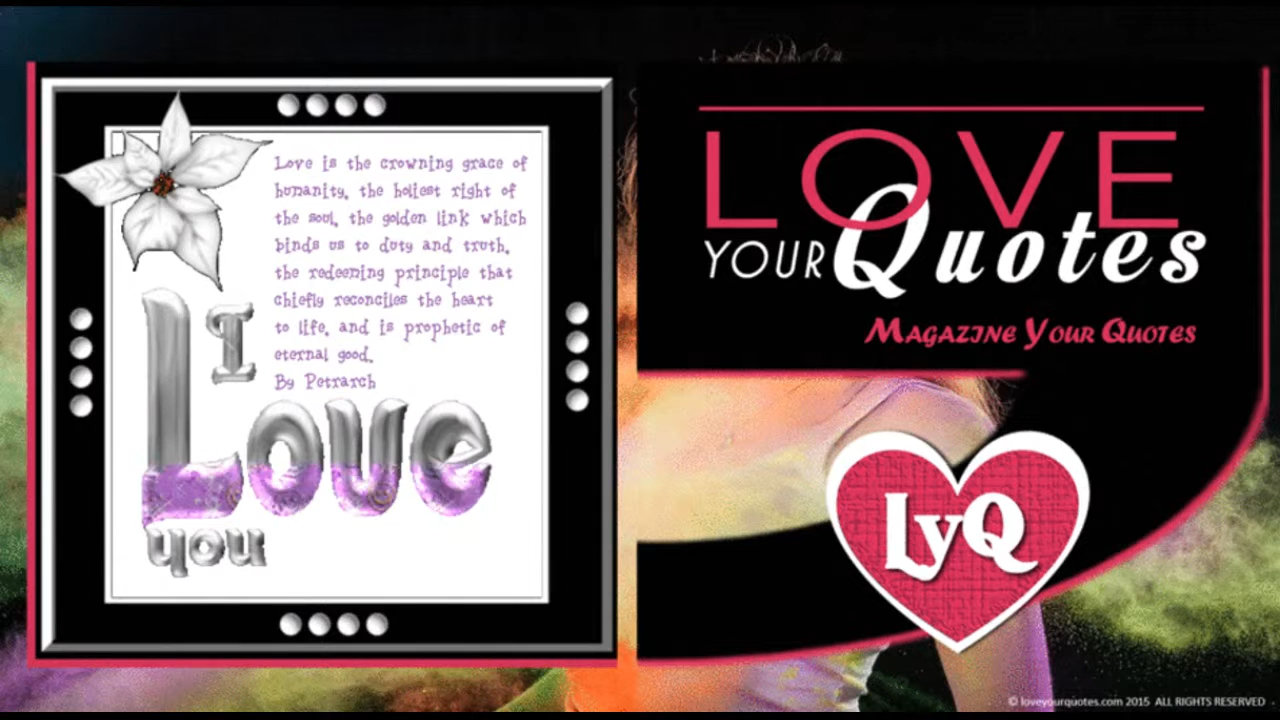 Love is the crowning grace of
humanity, the holiest right of
the soul, the golden link which
binds us to duty and truth,
the redeening principle that
chiefly reconciles the heart
to life, and is prophetic of
eternal good.
By Petrarch
I
Love
you
LOVE
YOUR Quotes
MAGAZINE YOUR QUOTES
LyQ
© loveyourquotes.com 2015 ALL RIGHTS RESERVED